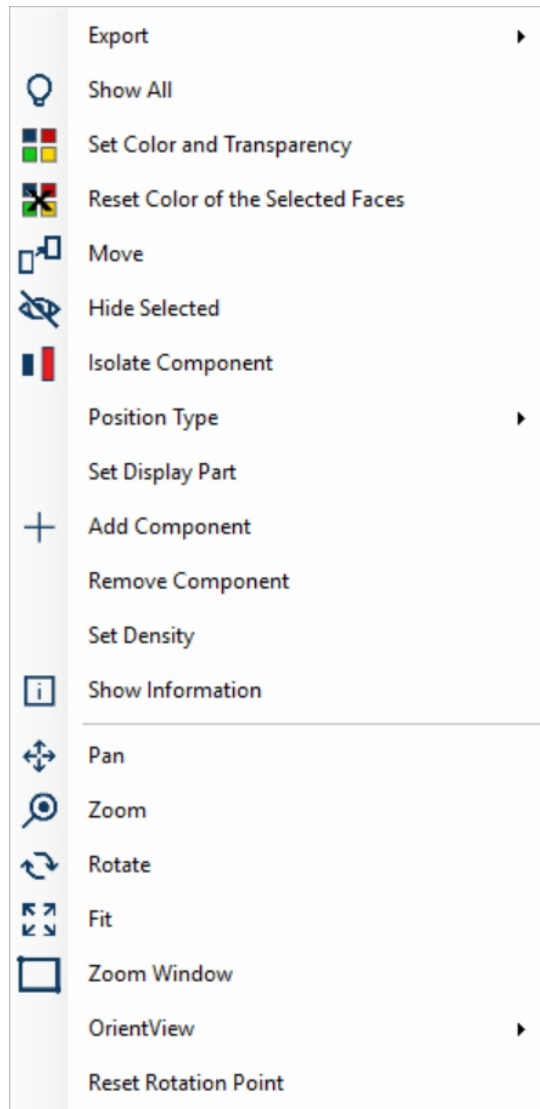 Export
Show All
Set Color and Transparency
Reset Color of the Selected Faces
Move
Hide Selected
Isolate Component
Position Type
Set Display Part
Add Component
Remove Component
Set Density
Show Information
Pan
Zoom
Rotate
Fit
Zoom Window
OrientView
Reset Rotation Point